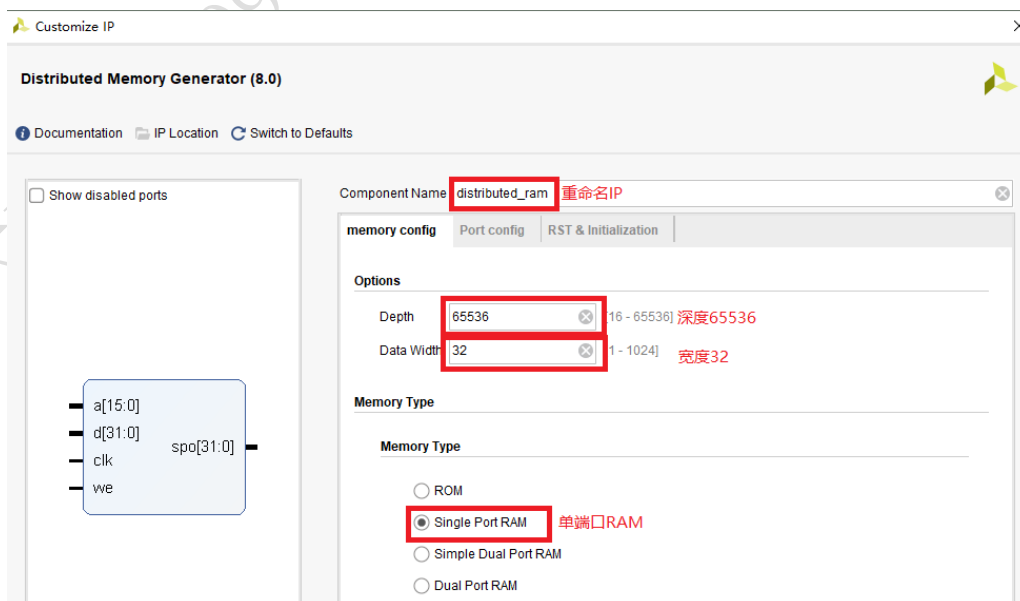 Customize IP
Distributed Memory Generator (8.0)
Documentation IP Location Switch to Defaults
Show disabled ports
Component Name distributed_ram 重命名IP
memory config Port config RST & Initialization
Options
Depth 65536 [16 - 65536] 深度65536
Data Width 32 [1 - 1024] 宽度32
Memory Type
Memory Type
ROM
Single Port RAM 单端口RAM
Simple Dual Port RAM
Dual Port RAM
a[15:0]
d[31:0]
clk
we
spo[31:0]